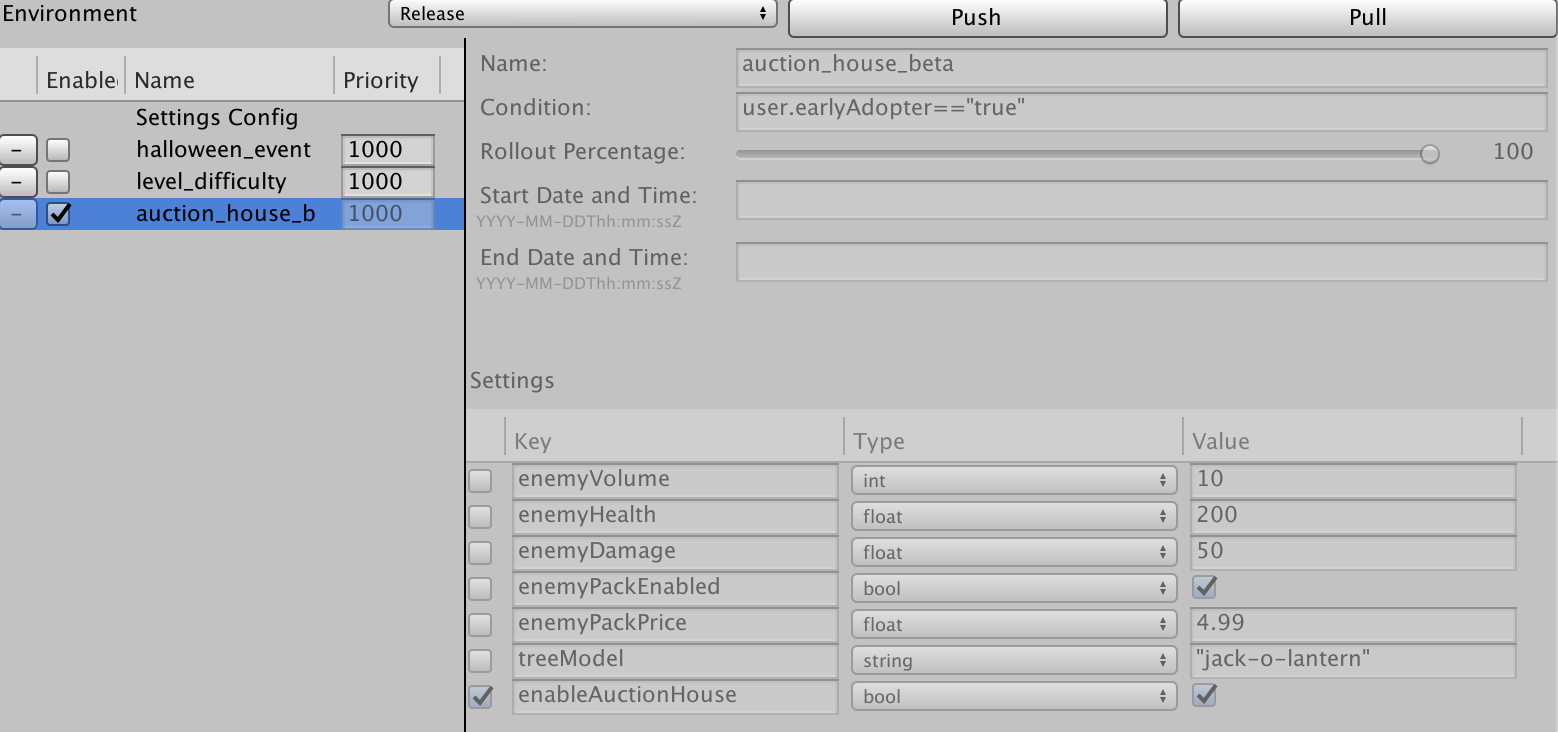 Environment Release Push Pull
Enable Name Priority
Settings Config
− halloween_event 1000
− level_difficulty 1000
− auction_house_b 1000
Name: auction_house_beta
Condition: user.earlyAdopter=="true"
Rollout Percentage: 100
Start Date and Time:
YYYY-MM-DDThh:mm:ssZ
End Date and Time:
YYYY-MM-DDThh:mm:ssZ
Settings
Key Type Value
enemyVolume int 10
enemyHealth float 200
enemyDamage float 50
enemyPackEnabled bool
enemyPackPrice float 4.99
treeModel string "jack-o-lantern"
enableAuctionHouse bool